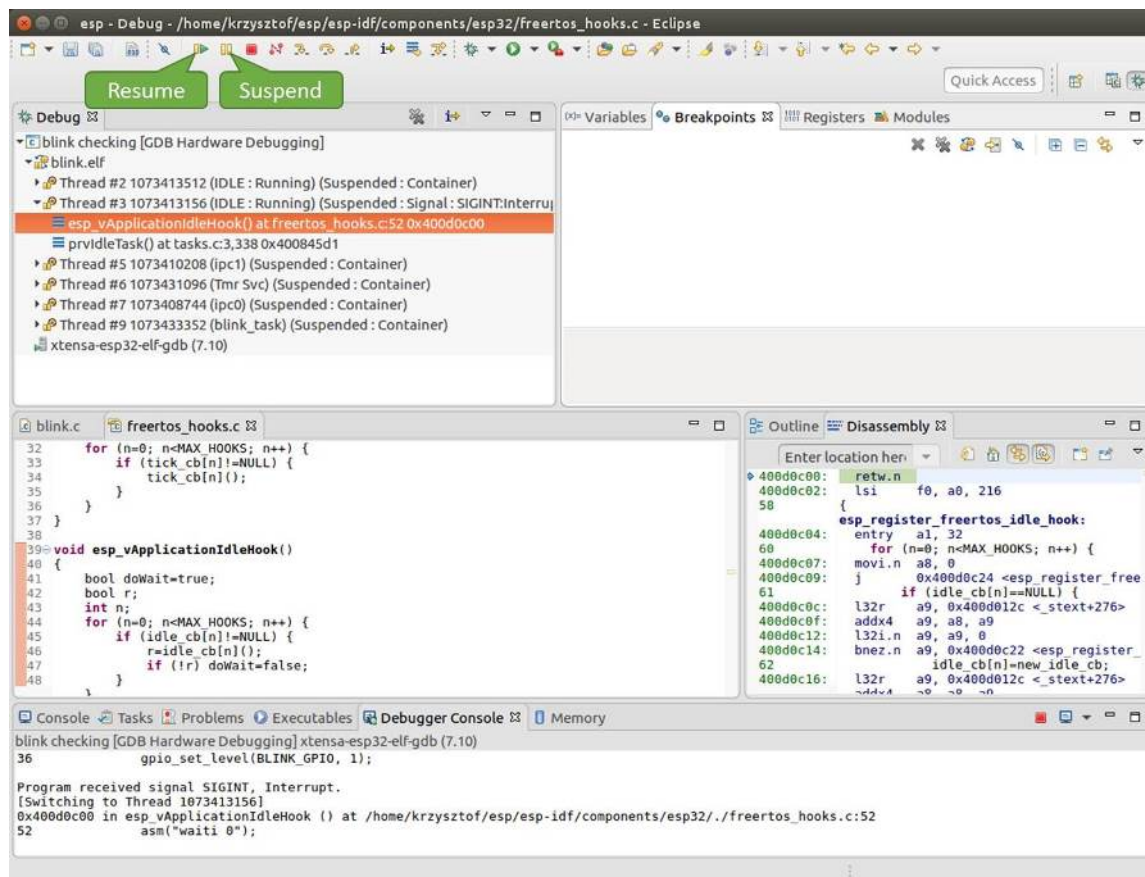 esp - Debug - /home/krzysztof/esp/esp-idf/components/esp32/freertos_hooks.c - Eclipse
Resume
Suspend
Quick Access
Debug
blink checking [GDB Hardware Debugging]
blink.elf
Thread #2 1073413512 (IDLE : Running) (Suspended : Container)
Thread #3 1073413156 (IDLE : Running) (Suspended : Signal : SIGINT:Interrup
esp_vApplicationIdleHook() at freertos_hooks.c:52 0x400d0c00
prvIdleTask() at tasks.c:3,338 0x400845d1
Thread #5 1073410208 (ipc1) (Suspended : Container)
Thread #6 1073431096 (Tmr Svc) (Suspended : Container)
Thread #7 1073408744 (ipc0) (Suspended : Container)
Thread #9 1073433352 (blink_task) (Suspended : Container)
xtensa-esp32-elf-gdb (7.10)
(x)= Variables Breakpoints Registers Modules
blink.c freertos_hooks.c
32 for (n=0; n<MAX_HOOKS; n++) {
33 if (tick_cb[n]!=NULL) {
34 tick_cb[n]();
35 }
36 }
37 }
38
39 void esp_vApplicationIdleHook()
40 {
41 bool doWait=true;
42 bool r;
43 int n;
44 for (n=0; n<MAX_HOOKS; n++) {
45 if (idle_cb[n]!=NULL) {
46 r=idle_cb[n]();
47 if (!r) doWait=false;
48 }
}
Outline Disassembly
Enter location her
400d0c00: retw.n
400d0c02: lsi f0, a0, 216
58 {
esp_register_freertos_idle_hook:
400d0c04: entry a1, 32
60 for (n=0; n<MAX_HOOKS; n++) {
400d0c07: movi.n a8, 0
400d0c09: j 0x400d0c24 <esp_register_free
61 if (idle_cb[n]==NULL) {
400d0c0c: l32r a9, 0x400d012c <_stext+276>
400d0c0f: addx4 a9, a8, a9
400d0c12: l32i.n a9, a9, 0
400d0c14: bnez.n a9, 0x400d0c22 <esp_register_
62 idle_cb[n]=new_idle_cb;
400d0c16: l32r a9, 0x400d012c <_stext+276>
addx4 a8, a8, a9
Console Tasks Problems Executables Debugger Console Memory
blink checking [GDB Hardware Debugging] xtensa-esp32-elf-gdb (7.10)
36 gpio_set_level(BLINK_GPIO, 1);
Program received signal SIGINT, Interrupt.
[Switching to Thread 1073413156]
0x400d0c00 in esp_vApplicationIdleHook () at /home/krzysztof/esp/esp-idf/components/esp32/./freertos_hooks.c:52
52 asm("waiti 0");